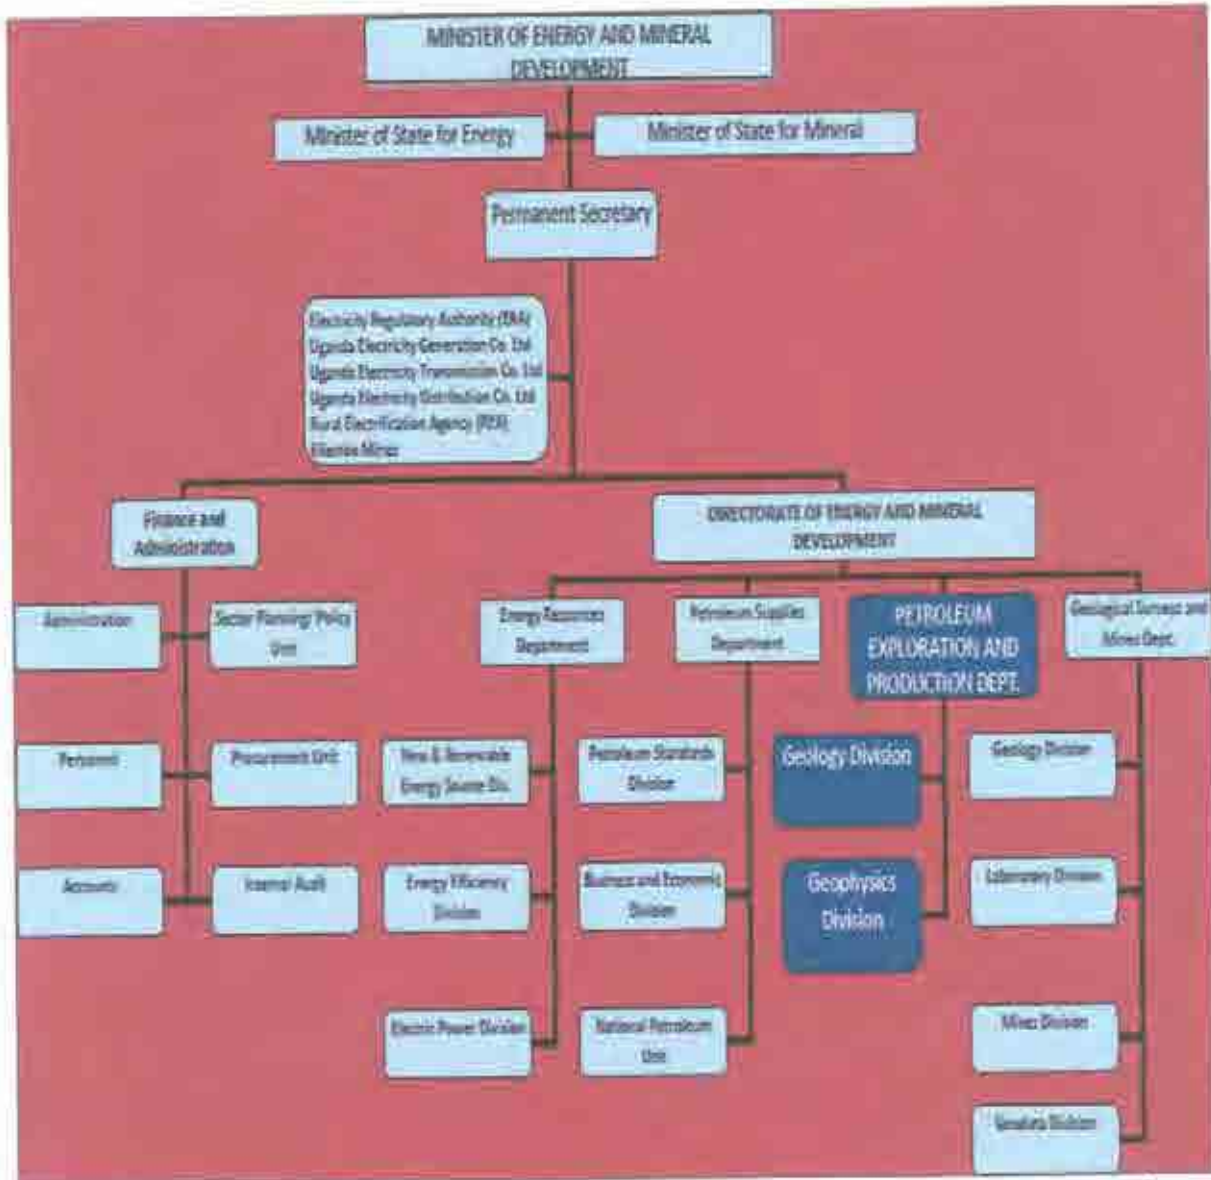 MINISTER OF ENERGY AND MINERAL
DEVELOPMENT
Minister of State for Energy
Minister of State for Mineral
Permanent Secretary
Electricity Regulatory Authority (ERA)
Uganda Electricity Generation Co. Ltd
Uganda Electricity Transmission Co. Ltd
Uganda Electricity Distribution Co. Ltd
Rural Electrification Agency (REA)
Mines
Finance and
Administration
DIRECTORATE OF ENERGY AND MINERAL
DEVELOPMENT
Administration
Sector Planning/ Policy
Unit
Energy Resources
Department
Petroleum Supplies
Department
PETROLEUM
EXPLORATION AND
PRODUCTION DEPT.
Geological Surveys and
Mines Dept.
Personnel
Procurement Unit
New & Renewable
Energy Source Div.
Petroleum Standards
Division
Geology Division
Geology Division
Accounts
Internal Audit
Energy Efficiency
Division
Business and Economic
Division
Geophysics
Division
Laboratory Division
Electric Power Division
National Petroleum
Unit
Mines Division
Division